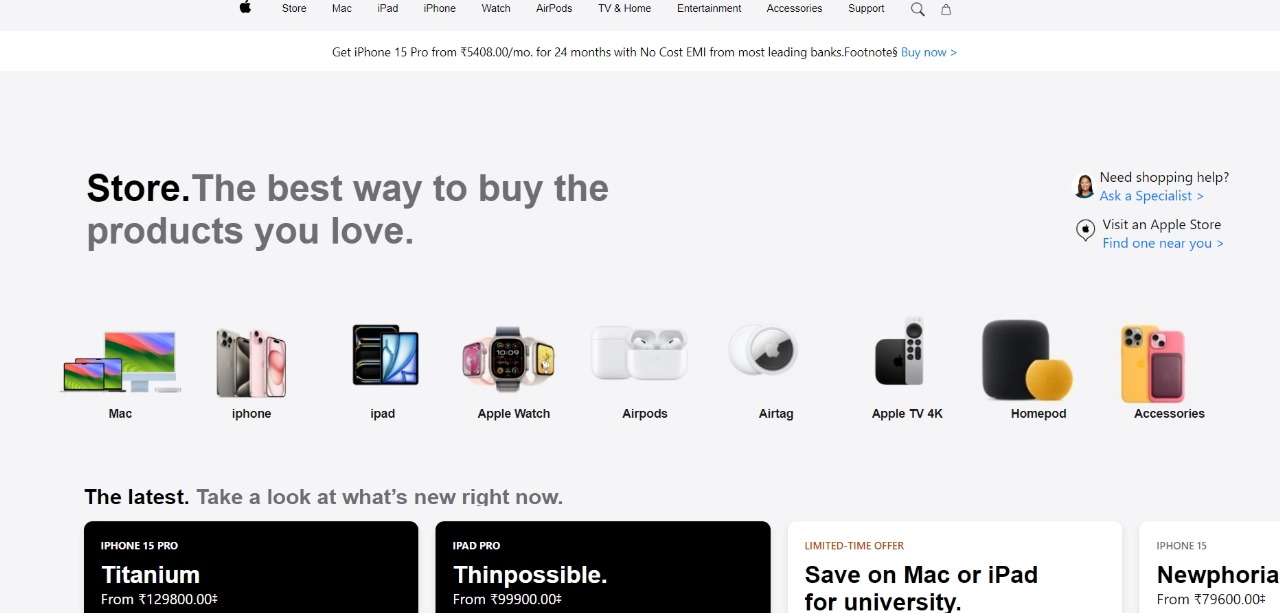 Store Mac iPad iPhone Watch AirPods TV & Home Entertainment Accessories Support
Get iPhone 15 Pro from ₹5408.00/mo. for 24 months with No Cost EMI from most leading banks.Footnote§ Buy now >
Store.The best way to buy the
products you love.
Need shopping help?
Ask a Specialist >
Visit an Apple Store
Find one near you >
10:09
Mac iphone ipad Apple Watch Airpods Airtag Apple TV 4K Homepod Accessories
The latest. Take a look at what's new right now.
IPHONE 15 PRO
Titanium
From ₹129800.00‡
IPAD PRO
Thinpossible.
From ₹99900.00‡
LIMITED-TIME OFFER
Save on Mac or iPad
for university.
IPHONE 15
Newphoria
From ₹79600.00‡